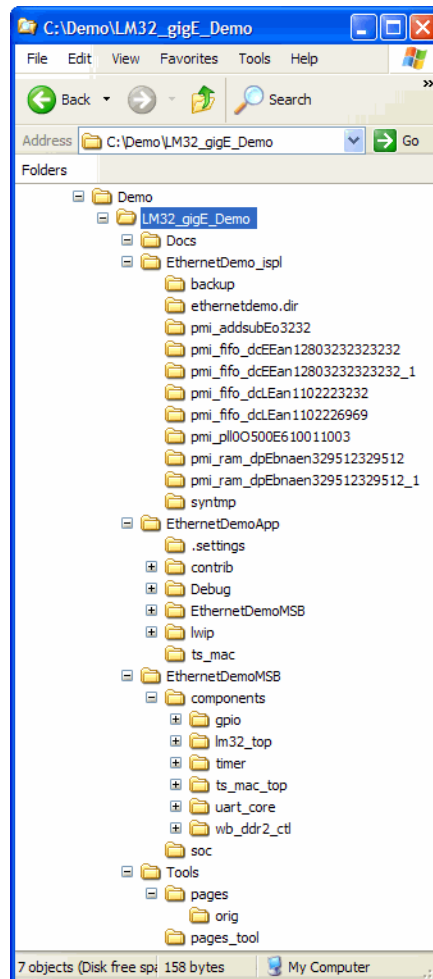 C:\Demo\LM32_gigE_Demo
File Edit View Favorites Tools Help
Back Search
Address C:\Demo\LM32_gigE_Demo Go
Folders
Demo
LM32_gigE_Demo
Docs
EthernetDemo_ispl
backup
ethernetdemo.dir
pmi_addsubEo3232
pmi_fifo_dcEEan12803232323232
pmi_fifo_dcEEan12803232323232_1
pmi_fifo_dcLEan1102223232
pmi_fifo_dcLEan1102226969
pmi_pll0O500E610011003
pmi_ram_dpEbnaen329512329512
pmi_ram_dpEbnaen329512329512_1
syntmp
EthernetDemoApp
.settings
contrib
Debug
EthernetDemoMSB
lwip
ts_mac
EthernetDemoMSB
components
gpio
lm32_top
timer
ts_mac_top
uart_core
wb_ddr2_ctl
soc
Tools
pages
orig
pages_tool
7 objects (Disk free spa 158 bytes My Computer